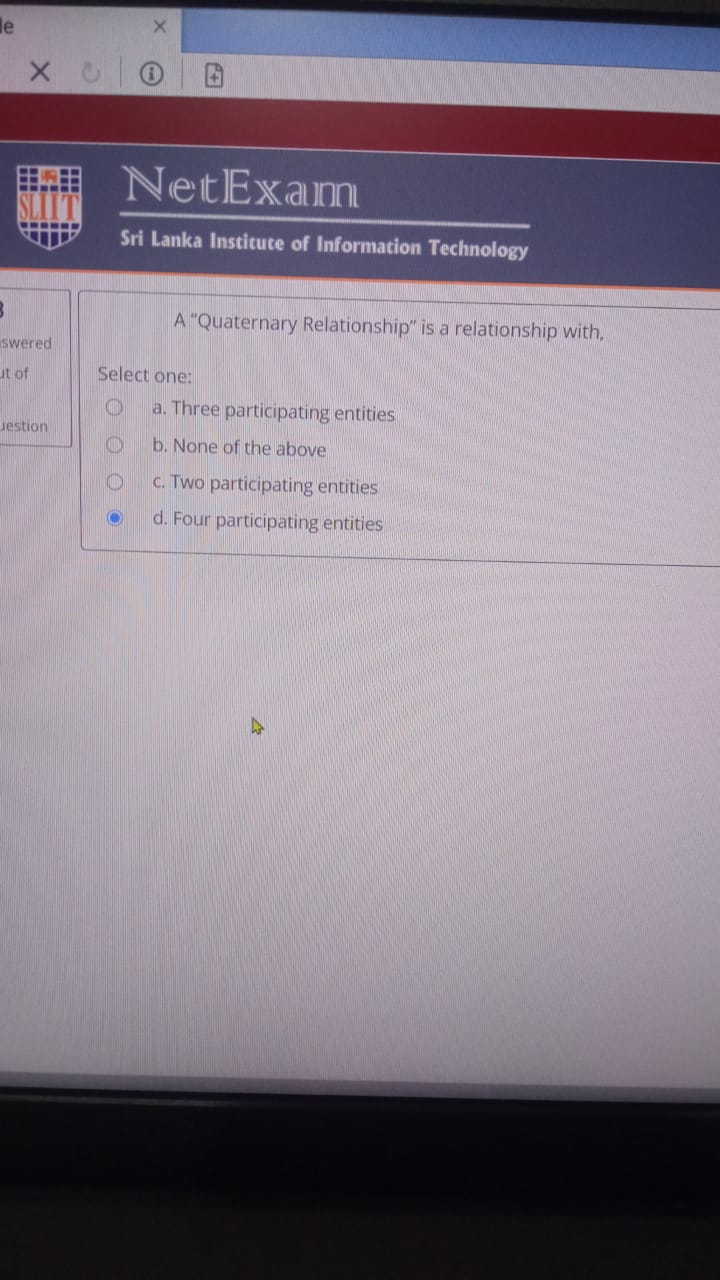 le
SLIIT
NetExam
Sri Lanka Institute of Information Technology
swered
ut of
uestion
A “Quaternary Relationship” is a relationship with,
Select one:
a. Three participating entities
b. None of the above
c. Two participating entities
d. Four participating entities